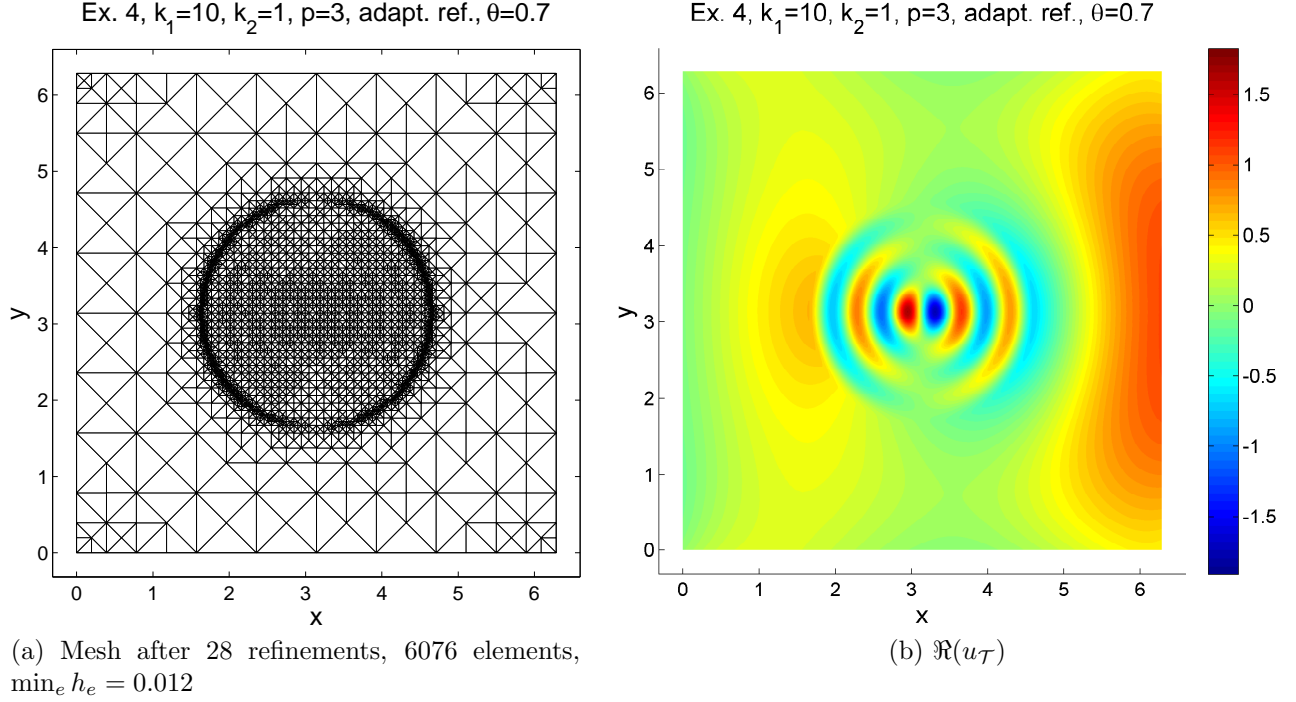 Ex. 4, k₁=10, k₂=1, p=3, adapt. ref., θ=0.7
6
5
4
3
2
1
0
y
0 1 2 3 4 5 6
x
(a) Mesh after 28 refinements, 6076 elements,
minₑ hₑ = 0.012
Ex. 4, k₁=10, k₂=1, p=3, adapt. ref., θ=0.7
6
5
4
3
2
1
0
y
0 1 2 3 4 5 6
x
1.5
1
0.5
0
-0.5
-1
-1.5
(b) ℜ(u_𝒯)